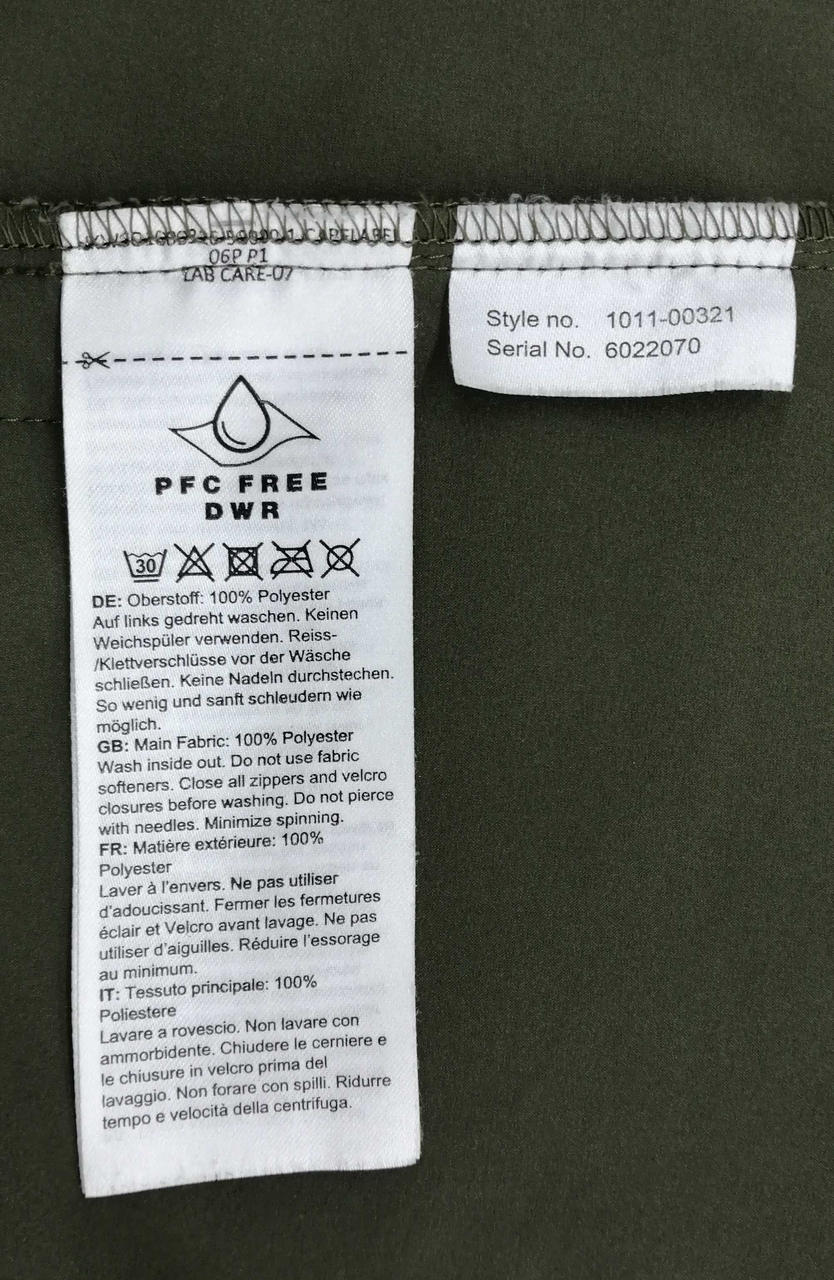 06P P1
LAB CARE-07
Style no. 1011-00321
Serial No. 6022070
PFC FREE
DWR
30
DE: Oberstoff: 100% Polyester
Auf links gedreht waschen. Keinen
Weichspüler verwenden. Reiss-
/Klettverschlüsse vor der Wäsche
schließen. Keine Nadeln durchstechen.
So wenig und sanft schleudern wie
möglich.
GB: Main Fabric: 100% Polyester
Wash inside out. Do not use fabric
softeners. Close all zippers and velcro
closures before washing. Do not pierce
with needles. Minimize spinning.
FR: Matière extérieure: 100%
Polyester
Laver à l'envers. Ne pas utiliser
d'adoucissant. Fermer les fermetures
éclair et Velcro avant lavage. Ne pas
utiliser d'aiguilles. Réduire l'essorage
au minimum.
IT: Tessuto principale: 100%
Poliestere
Lavare a rovescio. Non lavare con
ammorbidente. Chiudere le cerniere e
le chiusure in velcro prima del
lavaggio. Non forare con spilli. Ridurre
tempo e velocità della centrifuga.